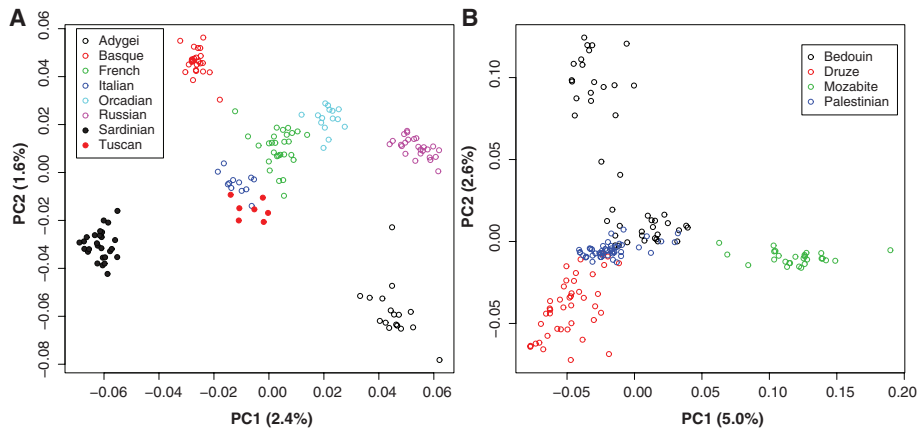 A
Adygei
Basque
French
Italian
Orcadian
Russian
Sardinian
Tuscan
PC2 (1.6%)
0.06
0.04
0.02
0.00
−0.02
−0.04
−0.06
−0.08
−0.06
−0.04
−0.02
0.00
0.02
0.04
0.06
PC1 (2.4%)
B
Bedouin
Druze
Mozabite
Palestinian
PC2 (2.6%)
0.10
0.05
0.00
−0.05
−0.05
0.00
0.05
0.10
0.15
0.20
PC1 (5.0%)